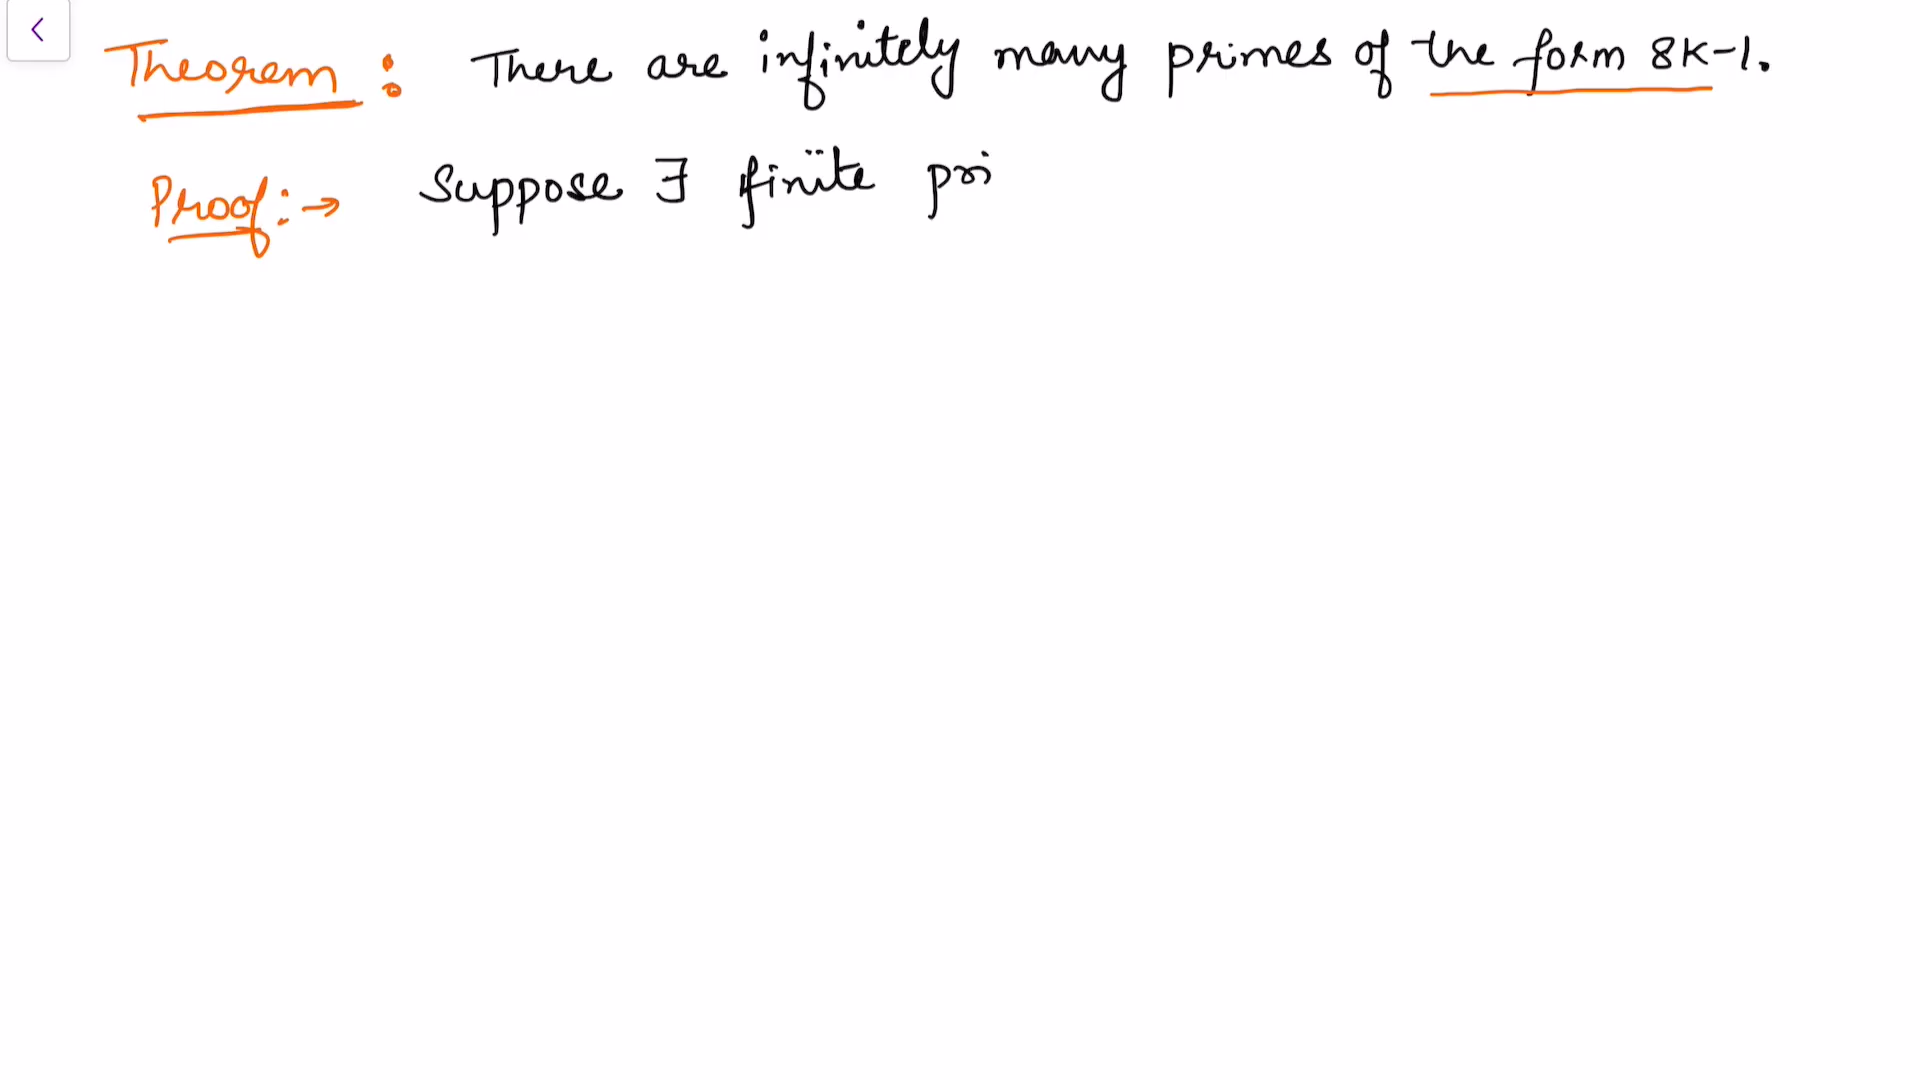 Theorem : There are infinitely many primes of the form 8K-1.
Proof :→ Suppose ∃ finite pri